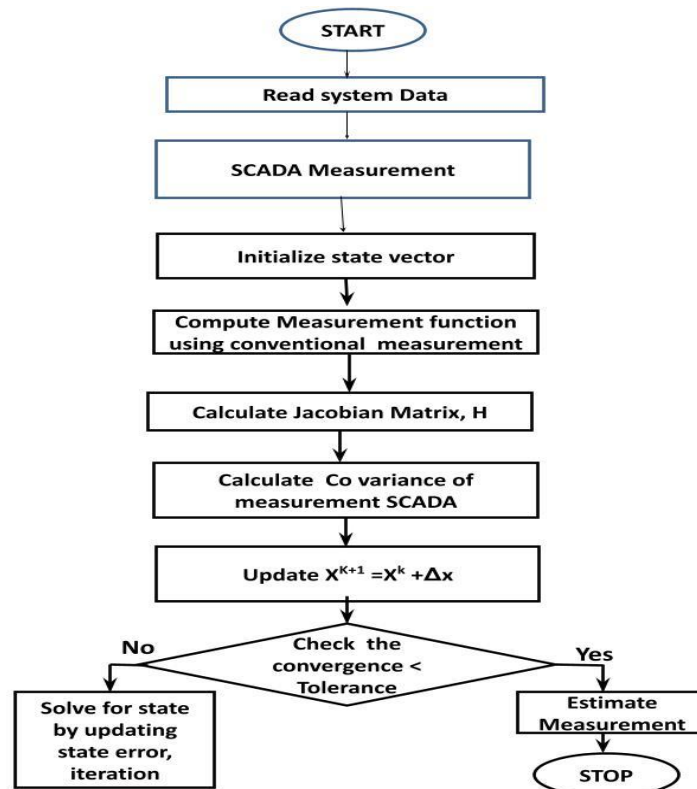 START
Read system Data
SCADA Measurement
Initialize state vector
Compute Measurement function
using conventional measurement
Calculate Jacobian Matrix, H
Calculate Co variance of
measurement SCADA
Update X^{K+1} =X^k +Δx
No
Check the
convergence <
Tolerance
Yes
Solve for state
by updating
state error,
iteration
Estimate
Measurement
STOP